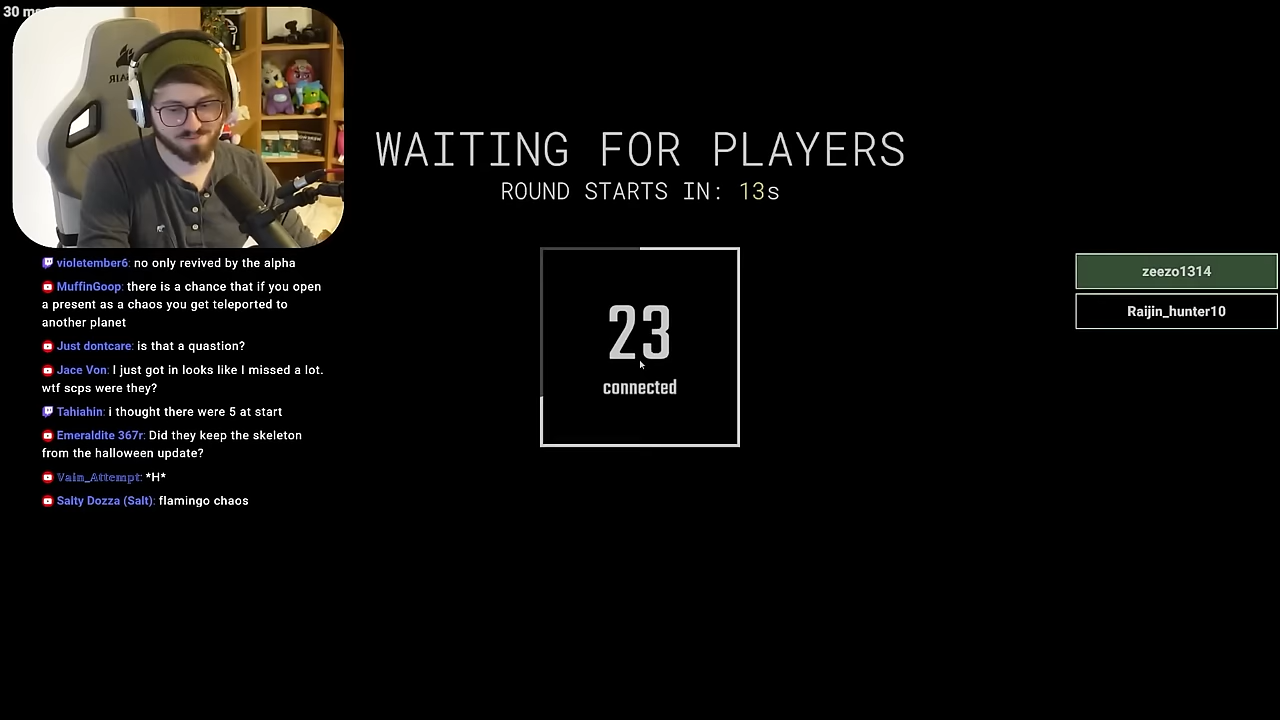 30 ms
WAITING FOR PLAYERS
ROUND STARTS IN: 13s
23
connected
zeezo1314
Raijin_hunter10
violetember6: no only revived by the alpha
MuffinGoop: there is a chance that if you open
a present as a chaos you get teleported to
another planet
Just dontcare: is that a quastion?
Jace Von: I just got in looks like I missed a lot.
wtf scps were they?
Tahiahin: i thought there were 5 at start
Emeraldite 367r: Did they keep the skeleton
from the halloween update?
𝕍𝕒𝕚𝕟_𝔸𝕥𝕥𝕖𝕞𝕡𝕥: *H*
Salty Dozza (Salt): flamingo chaos